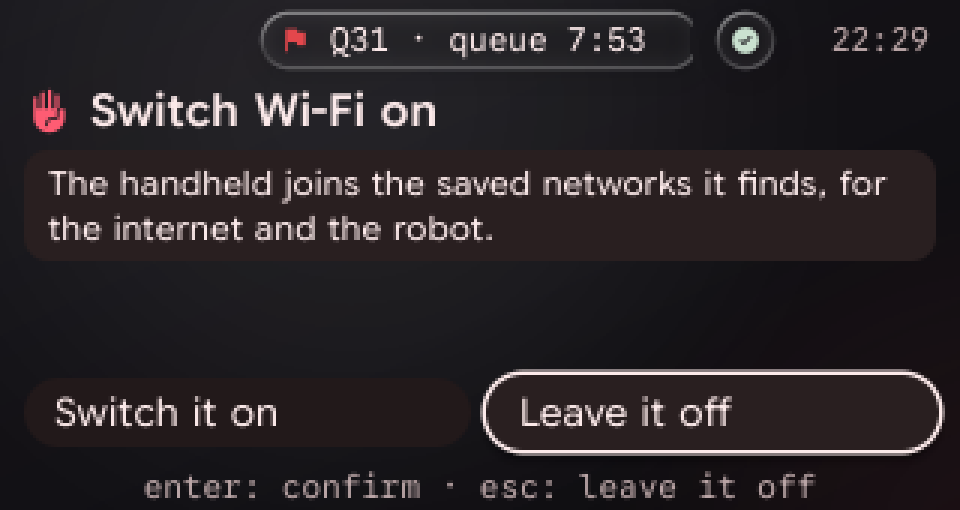 Q31 · queue 7:53
22:29
Switch Wi-Fi on
The handheld joins the saved networks it finds, for
the internet and the robot.
Switch it on
Leave it off
enter: confirm · esc: leave it off